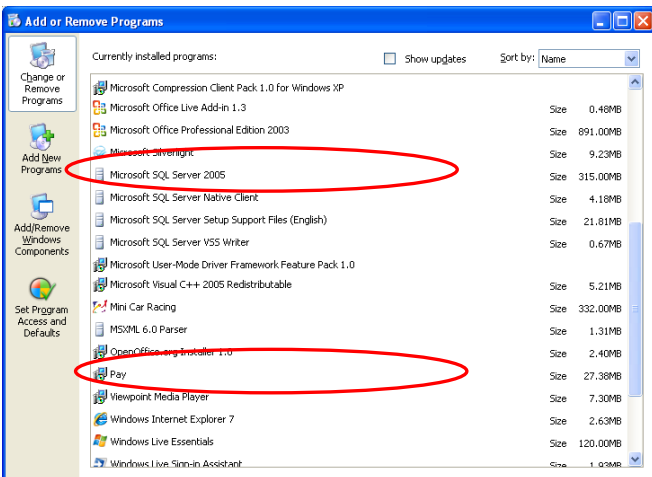 Add or Remove Programs
Change or
Remove
Programs
Add New
Programs
Add/Remove
Windows
Components
Set Program
Access and
Defaults
Currently installed programs:
Show updates
Sort by: Name
Microsoft Compression Client Pack 1.0 for Windows XP
Microsoft Office Live Add-in 1.3 Size 0.48MB
Microsoft Office Professional Edition 2003 Size 891.00MB
Microsoft Silverlight Size 9.23MB
Microsoft SQL Server 2005 Size 315.00MB
Microsoft SQL Server Native Client Size 4.18MB
Microsoft SQL Server Setup Support Files (English) Size 21.81MB
Microsoft SQL Server VSS Writer Size 0.67MB
Microsoft User-Mode Driver Framework Feature Pack 1.0
Microsoft Visual C++ 2005 Redistributable Size 5.21MB
Mini Car Racing Size 332.00MB
MSXML 6.0 Parser Size 1.31MB
OpenOffice.org Installer 1.0 Size 2.40MB
Pay Size 27.38MB
Viewpoint Media Player Size 7.30MB
Windows Internet Explorer 7 Size 2.63MB
Windows Live Essentials Size 120.00MB
Windows Live Sign-in Assistant Size 1.93MB